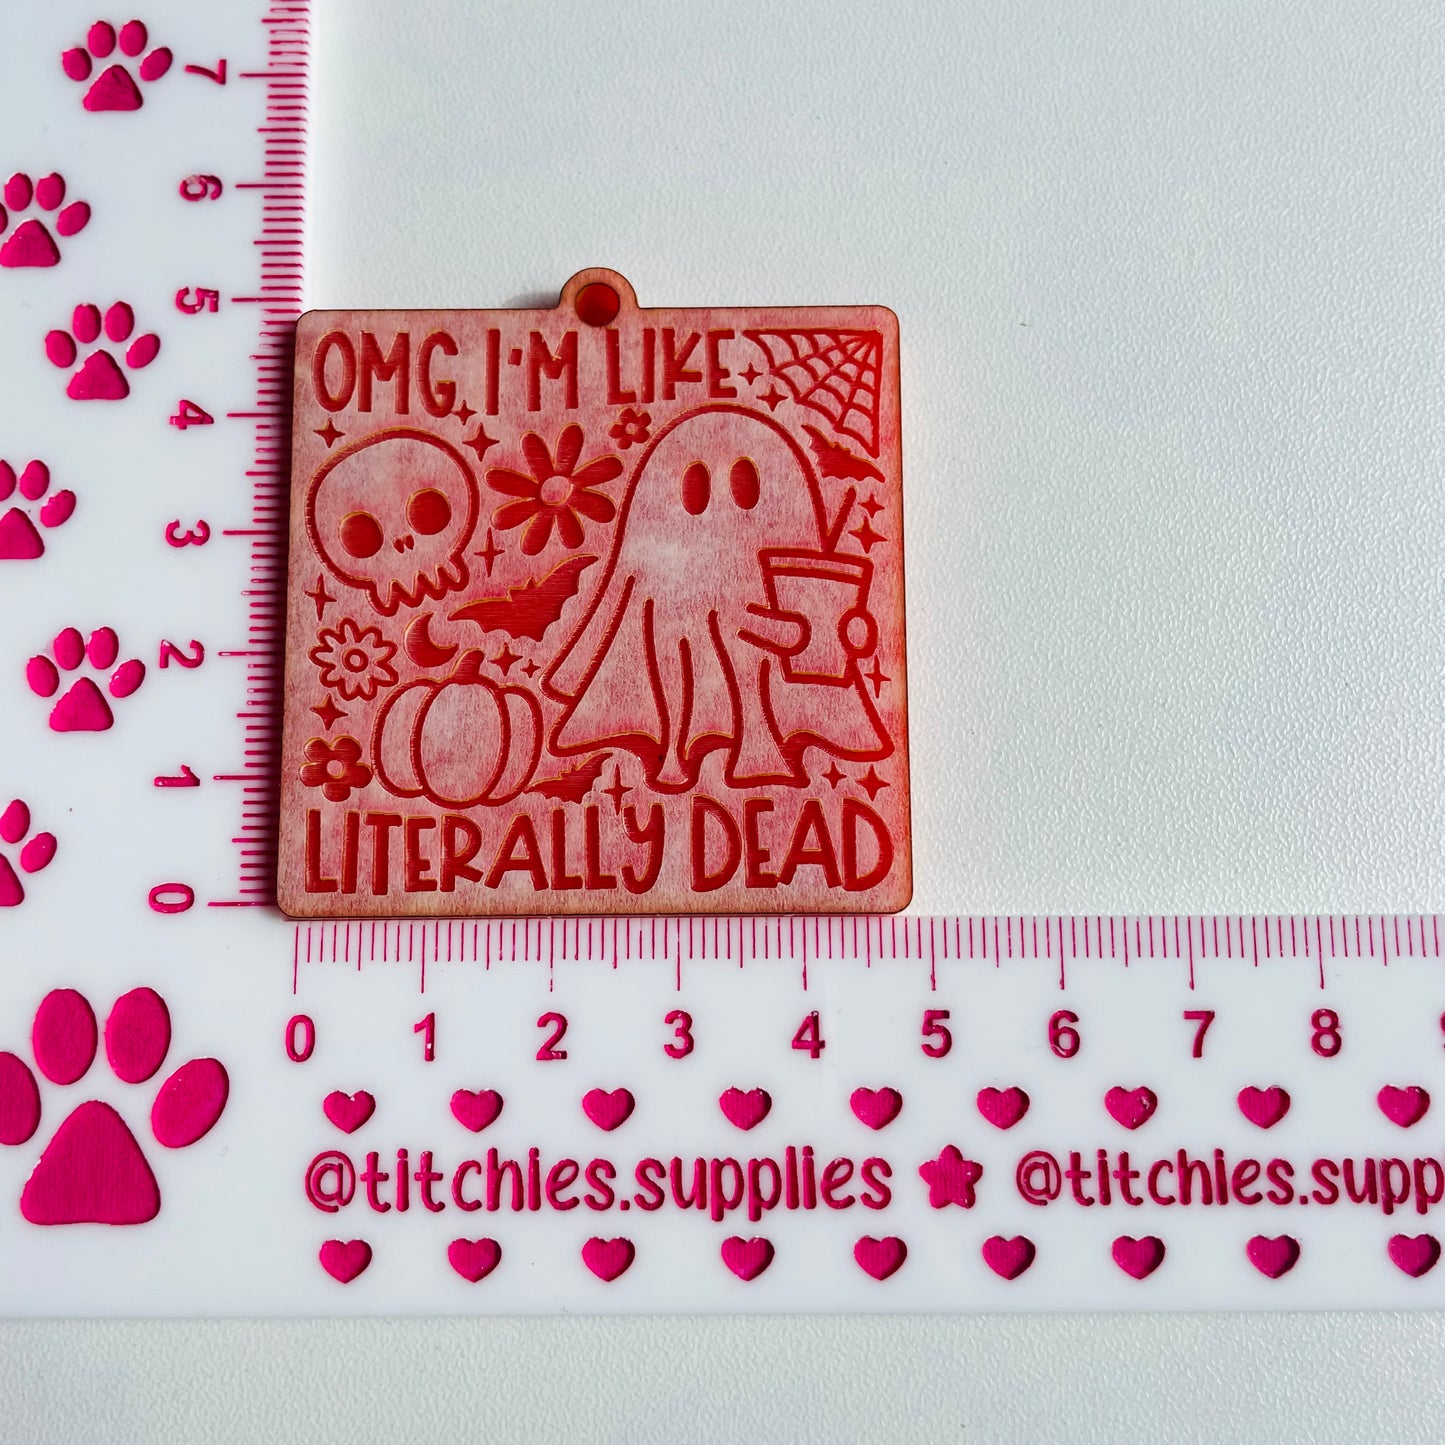 7
6
5
OMG, I'M LIKE
4
3
2
1
LITERALLY DEAD
0
0 1 2 3 4 5 6 7 8
@titchies.supplies ★ @titchies.supp